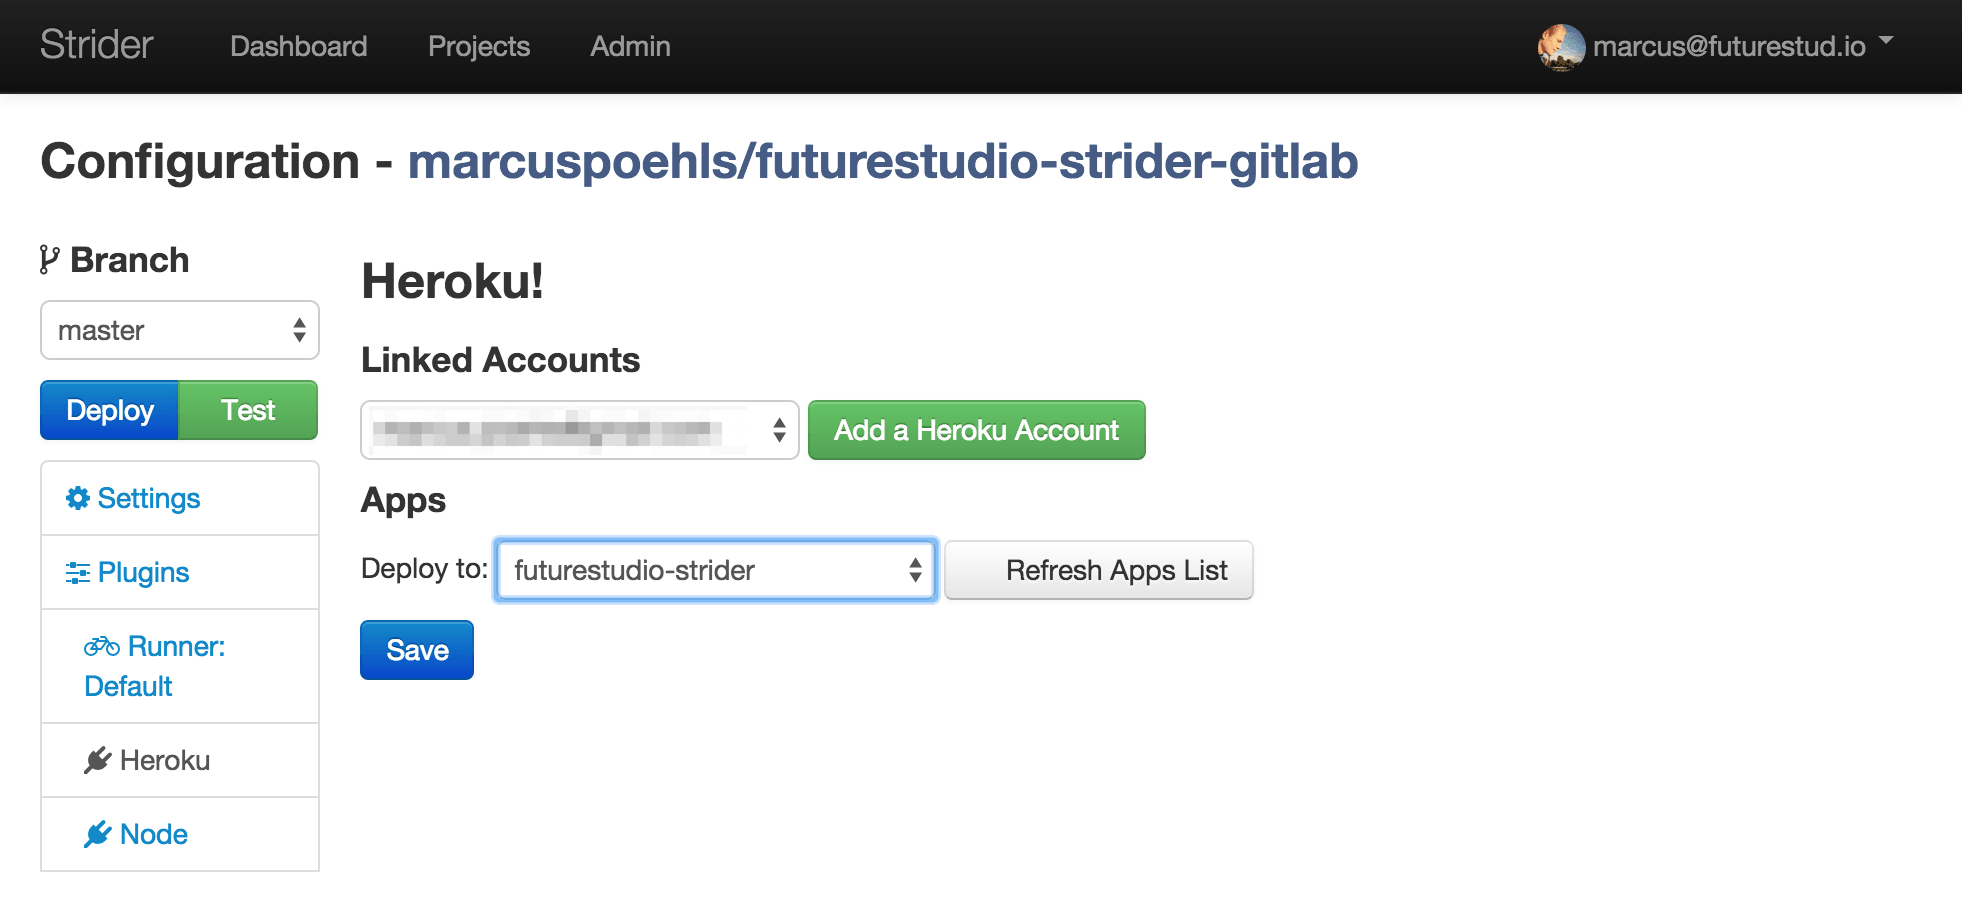 Strider Dashboard Projects Admin marcus@futurestud.io
Configuration - marcuspoehls/futurestudio-strider-gitlab
Branch
master
Deploy Test
Settings
Plugins
Runner:
Default
Heroku
Node
Heroku!
Linked Accounts
Add a Heroku Account
Apps
Deploy to: futurestudio-strider Refresh Apps List
Save